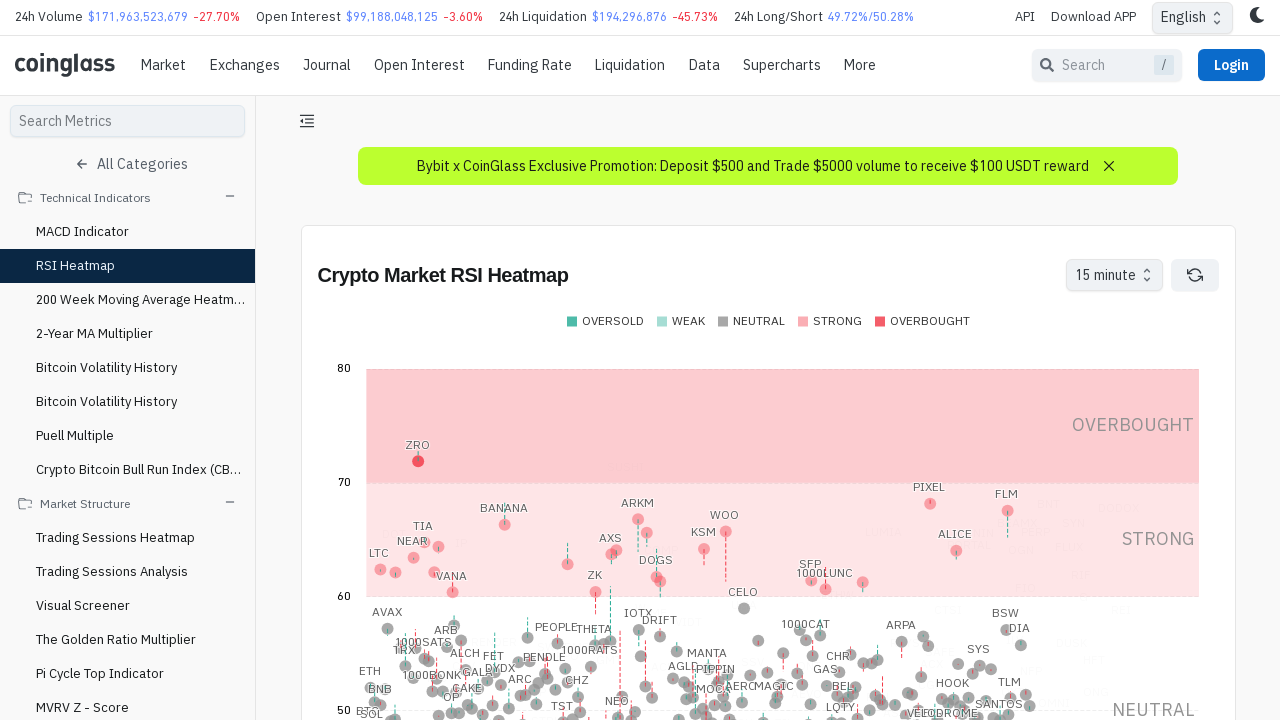 24h Volume $171,963,523,679 -27.70% Open Interest $99,188,048,125 -3.60% 24h Liquidation $194,296,876 -45.73% 24h Long/Short 49.72%/50.28% API Download APP English
coinglass Market Exchanges Journal Open Interest Funding Rate Liquidation Data Supercharts More Search / Login
Search Metrics
All Categories
Technical Indicators
MACD Indicator
RSI Heatmap
200 Week Moving Average Heatm...
2-Year MA Multiplier
Bitcoin Volatility History
Bitcoin Volatility History
Puell Multiple
Crypto Bitcoin Bull Run Index (CB...
Market Structure
Trading Sessions Heatmap
Trading Sessions Analysis
Visual Screener
The Golden Ratio Multiplier
Pi Cycle Top Indicator
MVRV Z - Score
Bybit x CoinGlass Exclusive Promotion: Deposit $500 and Trade $5000 volume to receive $100 USDT reward
Crypto Market RSI Heatmap 15 minute
OVERSOLD WEAK NEUTRAL STRONG OVERBOUGHT
80
OVERBOUGHT
ZRO
70
PIXEL
FLM
BANANA
ARKM
WOO
TIA
KSM
ALICE
STRONG
NEAR
AXS
LTC
DOGS
SFP
1000LUNC
VANA
ZK
CELO
60
AVAX
IOTX
BSW
DRIFT
1000CAT
ARPA
PEOPLE
THETA
DIA
ARB
1000SATS
TRX
1000RATS
SYS
ALCH
FET
PENDLE
MANTA
CHR
ETH
1000BONK
GALA
DYDX
AGLD
PIPPIN
GAS
ARC
CHZ
HOOK
TLM
BNB
CAKE
MOCA
AERO
MAGIC
BEL
OP
TST
NEO
LQTY
SANTOS
50
SOL
VELODROME
NEUTRAL